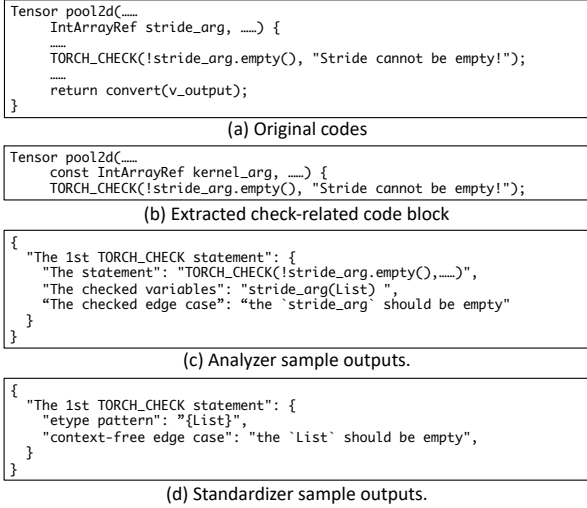 Tensor pool2d(……
IntArrayRef stride_arg, ……) {
……
TORCH_CHECK(!stride_arg.empty(), "Stride cannot be empty!");
……
return convert(v_output);
}
(a) Original codes
Tensor pool2d(……
const IntArrayRef kernel_arg, ……) {
TORCH_CHECK(!stride_arg.empty(), "Stride cannot be empty!");
(b) Extracted check-related code block
{
"The 1st TORCH_CHECK statement": {
"The statement": "TORCH_CHECK(!stride_arg.empty(),……)",
"The checked variables": "stride_arg(List) ",
“The checked edge case”: “the `stride_arg` should be empty"
}
}
(c) Analyzer sample outputs.
{
"The 1st TORCH_CHECK statement": {
"etype pattern": ”{List}",
"context-free edge case": "the `List` should be empty",
}
}
(d) Standardizer sample outputs.